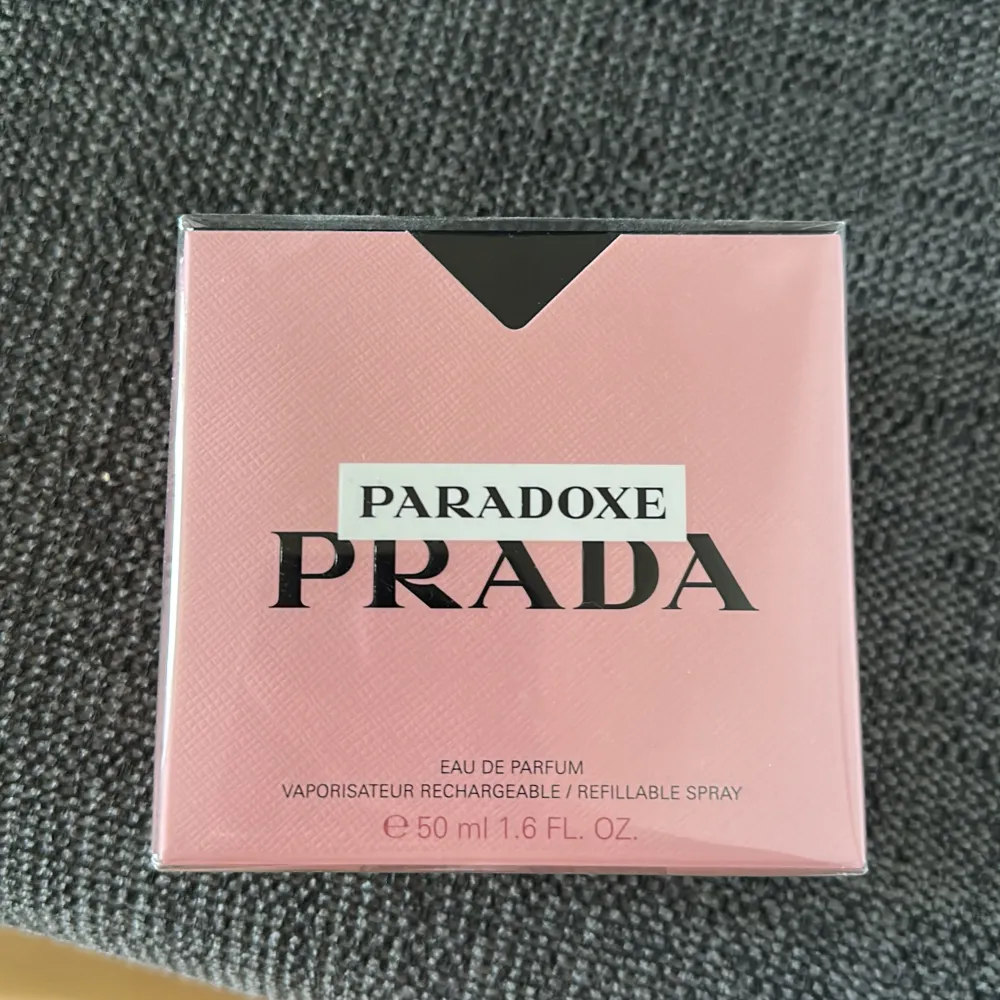 PARADOXE
PRADA
EAU DE PARFUM
VAPORISATEUR RECHARGEABLE / REFILLABLE SPRAY
℮ 50 ml 1.6 FL. OZ.